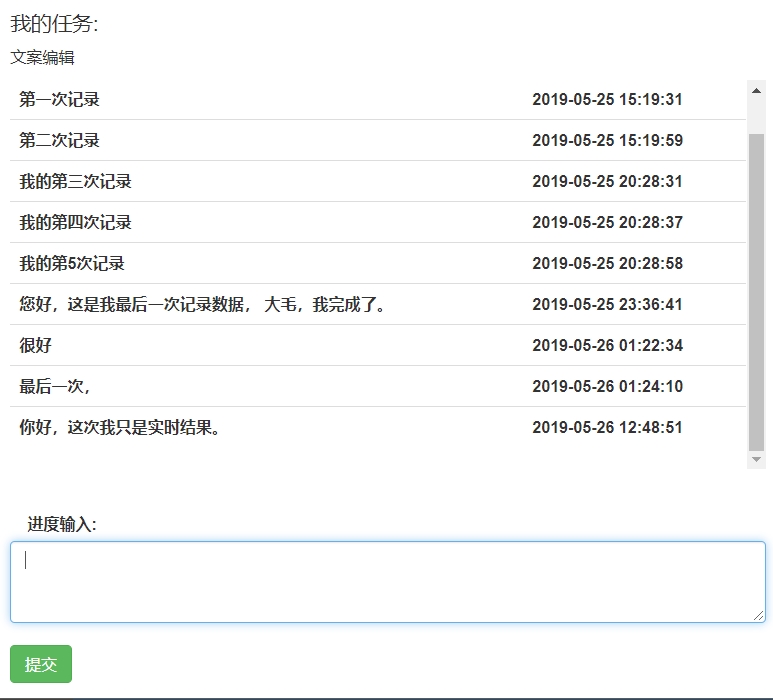 我的任务:
文案编辑
第一次记录 2019-05-25 15:19:31
第二次记录 2019-05-25 15:19:59
我的第三次记录 2019-05-25 20:28:31
我的第四次记录 2019-05-25 20:28:37
我的第5次记录 2019-05-25 20:28:58
您好，这是我最后一次记录数据， 大毛，我完成了。 2019-05-25 23:36:41
很好 2019-05-26 01:22:34
最后一次， 2019-05-26 01:24:10
你好，这次我只是实时结果。 2019-05-26 12:48:51
进度输入:
提交